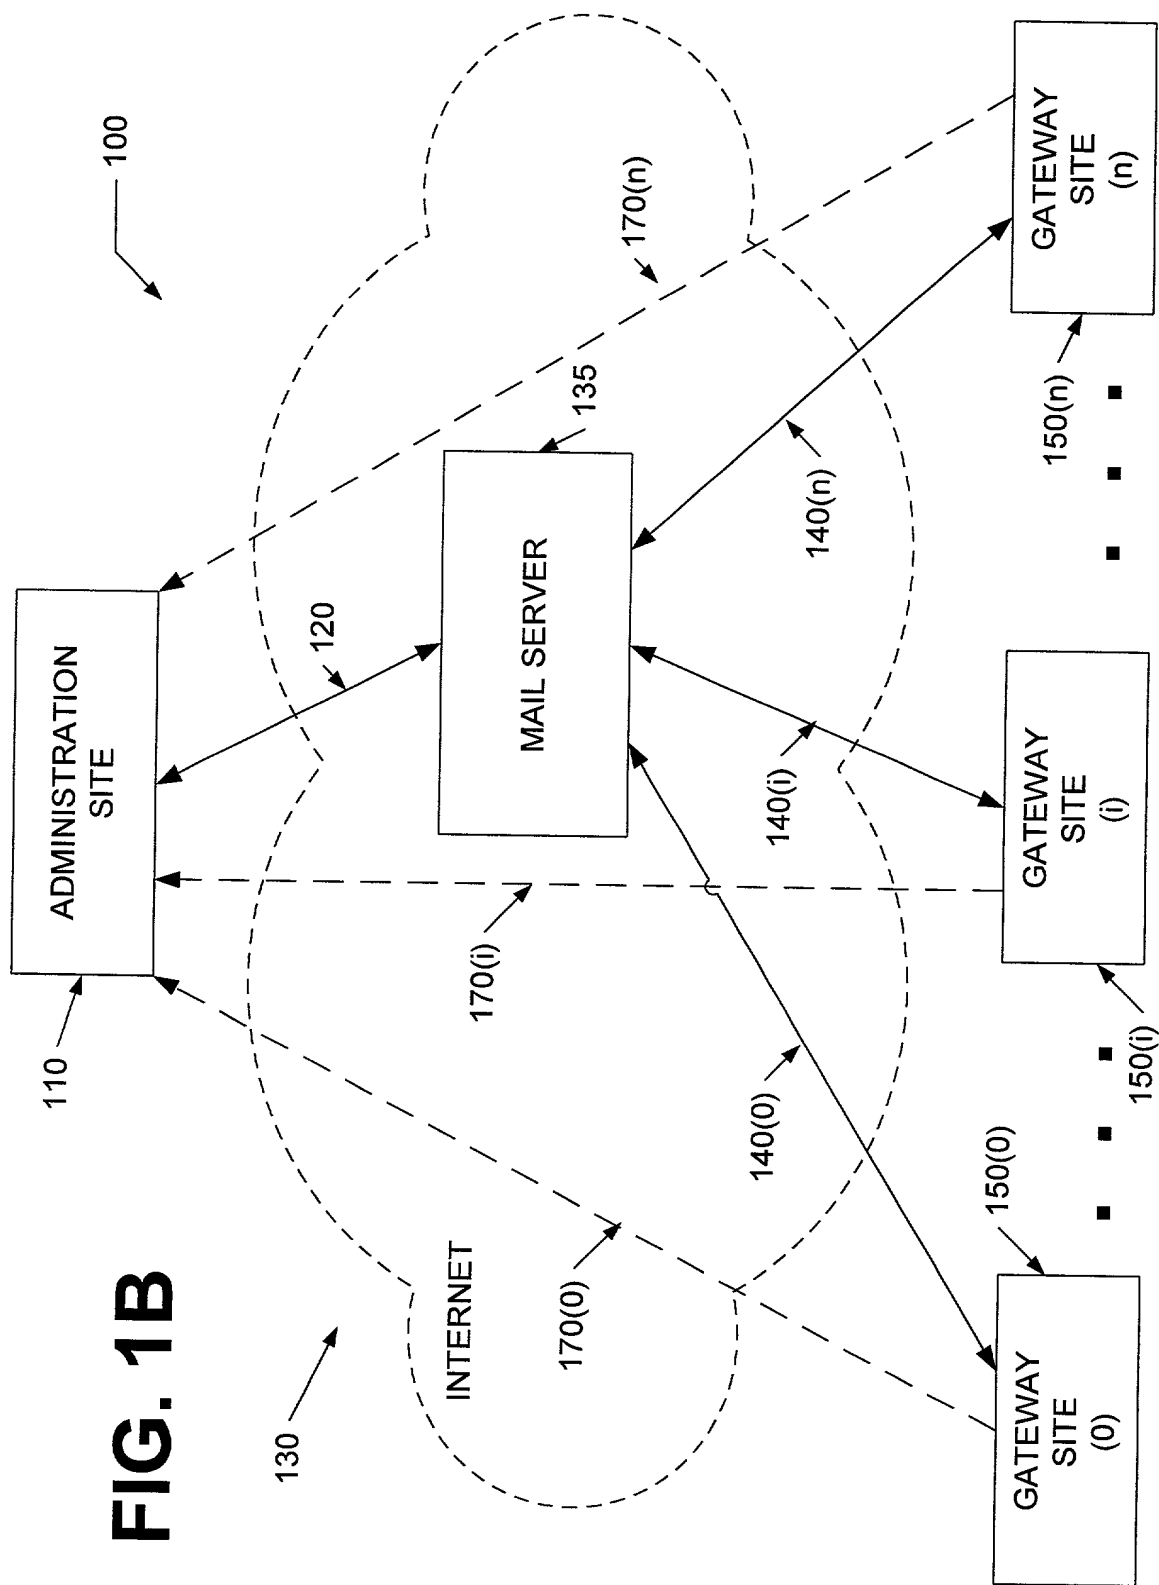 FIG. 1B
100
ADMINISTRATION
SITE
110
120
130
INTERNET
170(0)
170(i)
170(n)
MAIL SERVER
135
140(0)
140(i)
140(n)
150(0)
150(i)
150(n)
GATEWAY
SITE
(0)
GATEWAY
SITE
(i)
GATEWAY
SITE
(n)